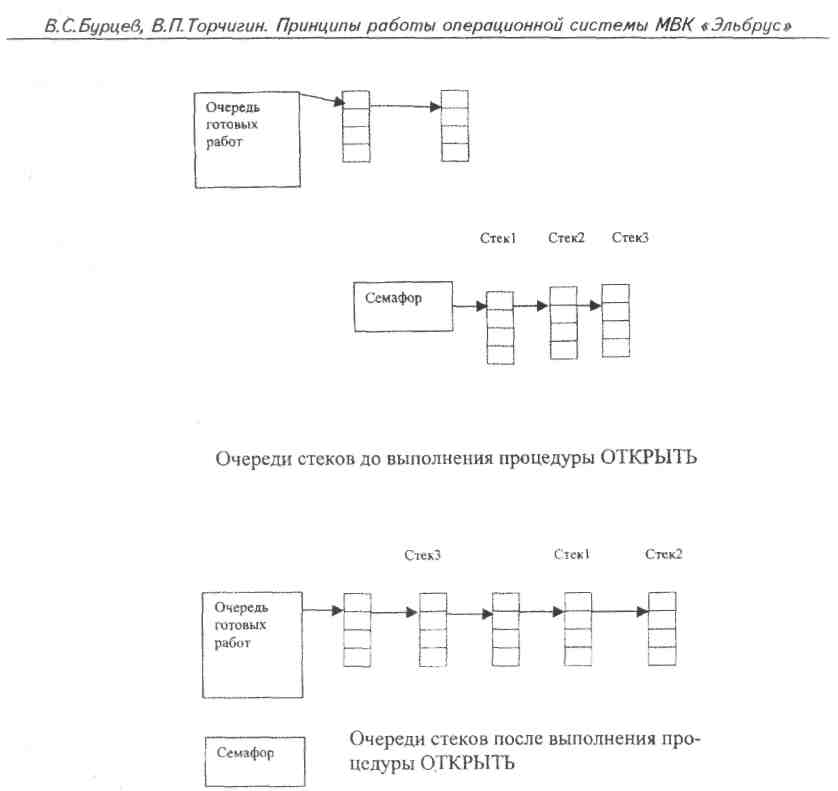 В.С.Бурцев, В.П.Торчигин. Принципы работы операционной системы МВК «Эльбрус»
Очередь
готовых
работ
Стек1 Стек2 Стек3
Семафор
Очереди стеков до выполнения процедуры ОТКРЫТЬ
Стек3 Стек1 Стек2
Очередь
готовых
работ
Семафор
Очереди стеков после выполнения про-
цедуры ОТКРЫТЬ